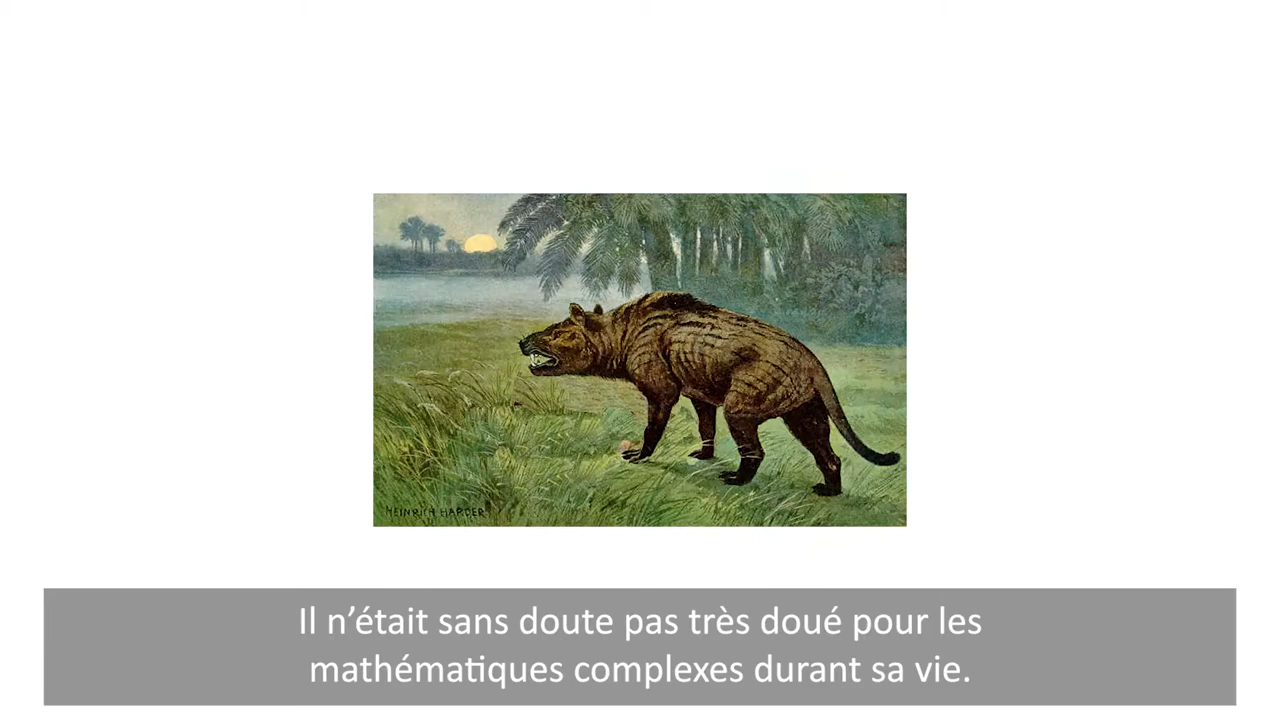 HEINRICH HARDER
Il n’était sans doute pas très doué pour les
mathématiques complexes durant sa vie.